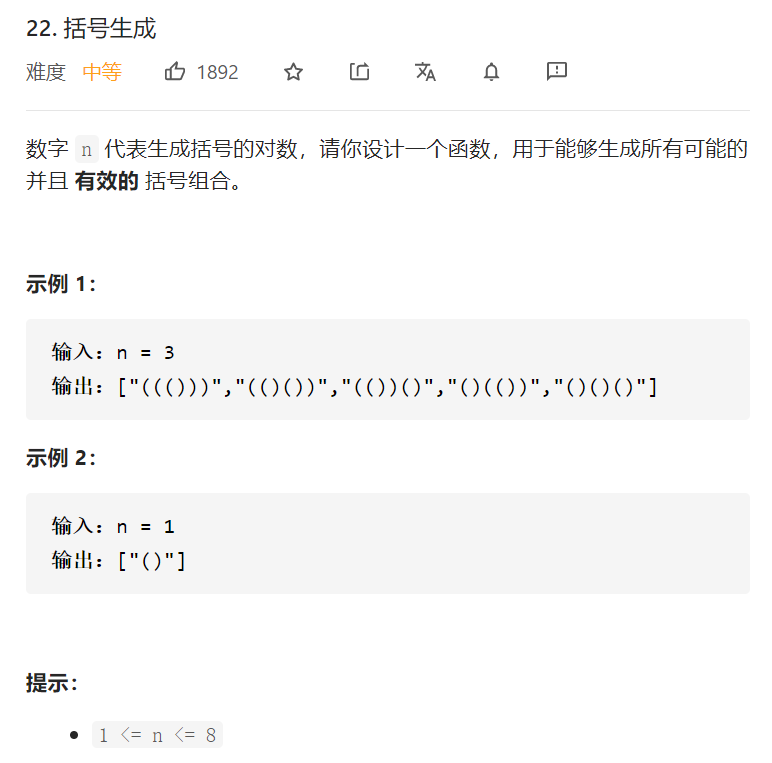 22. 括号生成
难度 中等 1892
数字 n 代表生成括号的对数，请你设计一个函数，用于能够生成所有可能的
并且 有效的 括号组合。
示例 1：
输入：n = 3
输出：["((()))","(()())","(())()","()(())","()()()"]
示例 2：
输入：n = 1
输出：["()"]
提示：
1 <= n <= 8